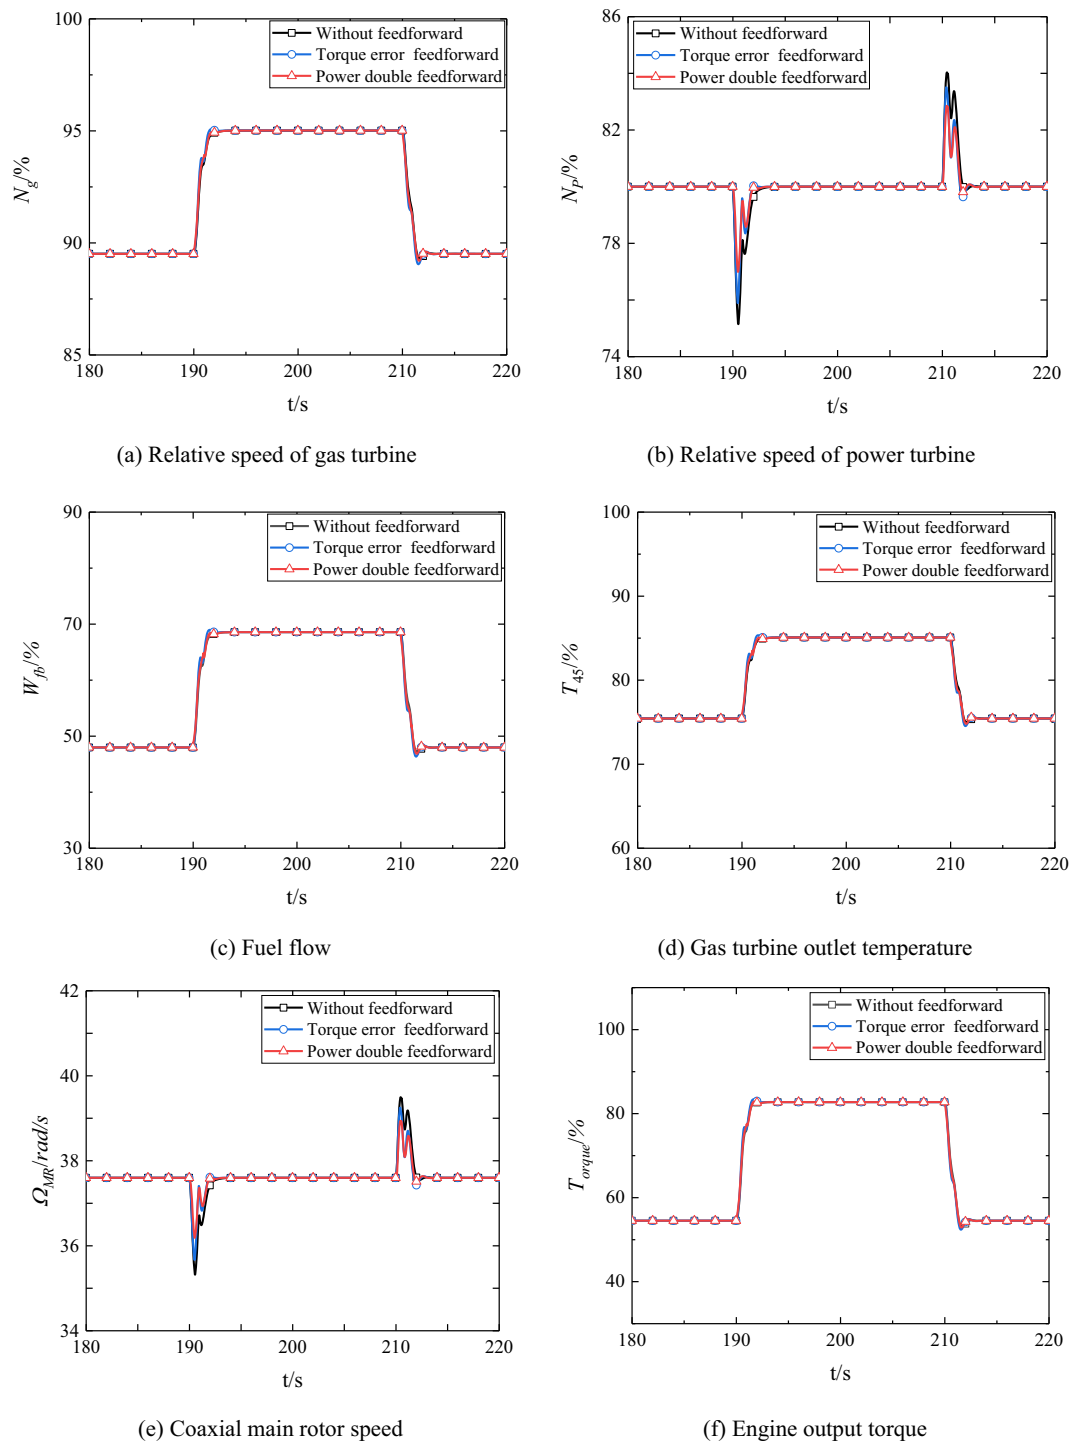 100
95
90
85
N_g/%
180 190 200 210 220
t/s
Without feedforward
Torque error feedforward
Power double feedforward
(a) Relative speed of gas turbine
86
82
78
74
N_P/%
180 190 200 210 220
t/s
Without feedforward
Torque error feedforward
Power double feedforward
(b) Relative speed of power turbine
90
70
50
30
W_fb/%
180 190 200 210 220
t/s
Without feedforward
Torque error feedforward
Power double feedforward
(c) Fuel flow
100
90
80
70
60
T_45/%
180 190 200 210 220
t/s
Without feedforward
Torque error feedforward
Power double feedforward
(d) Gas turbine outlet temperature
42
40
38
36
34
Ω_MR/rad/s
180 190 200 210 220
t/s
Without feedforward
Torque error feedforward
Power double feedforward
(e) Coaxial main rotor speed
100
80
60
40
T_orque/%
180 190 200 210 220
t/s
Without feedforward
Torque error feedforward
Power double feedforward
(f) Engine output torque